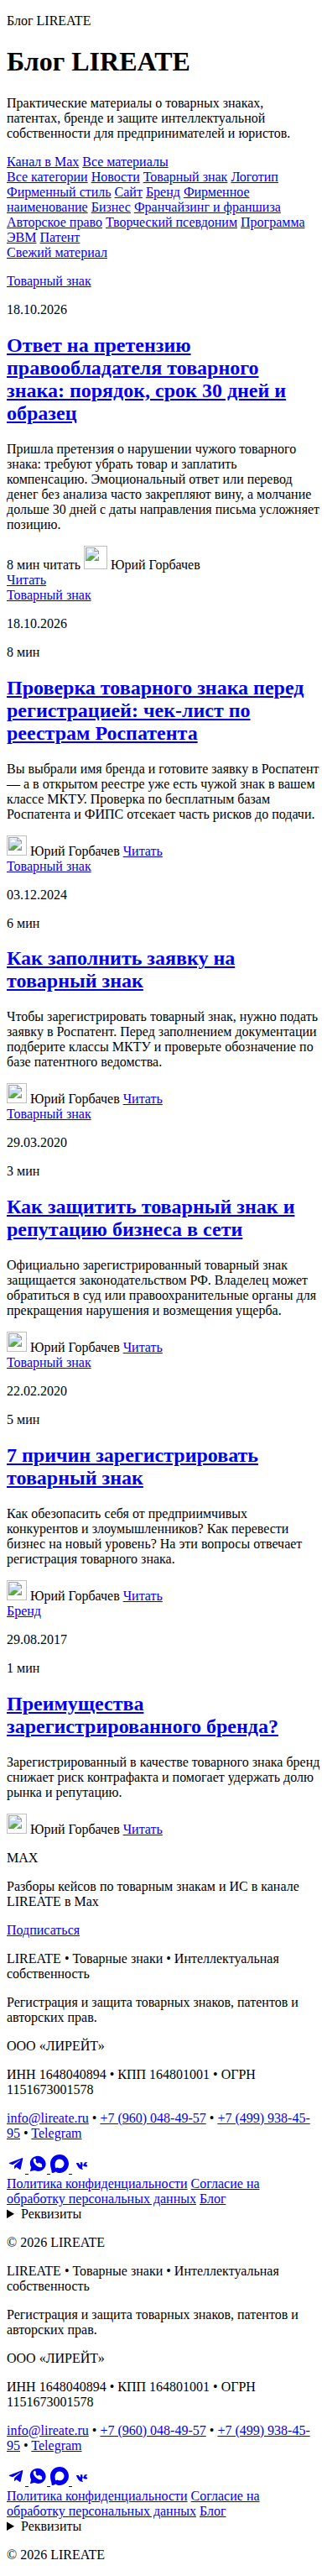 Блог LIREATE
Блог LIREATE
Практические материалы о товарных знаках,
патентах, бренде и защите интеллектуальной
собственности для предпринимателей и юристов.
Канал в Max Все материалы
Все категории Новости Товарный знак Логотип
Фирменный стиль Сайт Бренд Фирменное
наименование Бизнес Франчайзинг и франшиза
Авторское право Творческий псевдоним Программа
ЭВМ Патент
Свежий материал
Товарный знак
18.10.2026
Ответ на претензию
правообладателя товарного
знака: порядок, срок 30 дней и
образец
Пришла претензия о нарушении чужого товарного
знака: требуют убрать товар и заплатить
компенсацию. Эмоциональный ответ или перевод
денег без анализа часто закрепляют вину, а молчание
дольше 30 дней с даты направления письма усложняет
позицию.
8 мин читать Юрий Горбачев
Читать
Товарный знак
18.10.2026
8 мин
Проверка товарного знака перед
регистрацией: чек-лист по
реестрам Роспатента
Вы выбрали имя бренда и готовите заявку в Роспатент
— а в открытом реестре уже есть чужой знак в вашем
классе МКТУ. Проверка по бесплатным базам
Роспатента и ФИПС отсекает часть рисков до подачи.
Юрий Горбачев Читать
Товарный знак
03.12.2024
6 мин
Как заполнить заявку на
товарный знак
Чтобы зарегистрировать товарный знак, нужно подать
заявку в Роспатент. Перед заполнением документации
подберите классы МКТУ и проверьте обозначение по
базе патентного ведомства.
Юрий Горбачев Читать
Товарный знак
29.03.2020
3 мин
Как защитить товарный знак и
репутацию бизнеса в сети
Официально зарегистрированный товарный знак
защищается законодательством РФ. Владелец может
обратиться в суд или правоохранительные органы для
прекращения нарушения и возмещения ущерба.
Юрий Горбачев Читать
Товарный знак
22.02.2020
5 мин
7 причин зарегистрировать
товарный знак
Как обезопасить себя от предприимчивых
конкурентов и злоумышленников? Как перевести
бизнес на новый уровень? На эти вопросы отвечает
регистрация товарного знака.
Юрий Горбачев Читать
Бренд
29.08.2017
1 мин
Преимущества
зарегистрированного бренда?
Зарегистрированный в качестве товарного знака бренд
снижает риск контрафакта и помогает удержать долю
рынка и репутацию.
Юрий Горбачев Читать
MAX
Разборы кейсов по товарным знакам и ИС в канале
LIREATE в Max
Подписаться
LIREATE • Товарные знаки • Интеллектуальная
собственность
Регистрация и защита товарных знаков, патентов и
авторских прав.
ООО «ЛИРЕЙТ»
ИНН 1648040894 • КПП 164801001 • ОГРН
1151673001578
info@lireate.ru • +7 (960) 048-49-57 • +7 (499) 938-45-
95 • Telegram
Политика конфиденциальности Согласие на
обработку персональных данных Блог
Реквизиты
© 2026 LIREATE
LIREATE • Товарные знаки • Интеллектуальная
собственность
Регистрация и защита товарных знаков, патентов и
авторских прав.
ООО «ЛИРЕЙТ»
ИНН 1648040894 • КПП 164801001 • ОГРН
1151673001578
info@lireate.ru • +7 (960) 048-49-57 • +7 (499) 938-45-
95 • Telegram
Политика конфиденциальности Согласие на
обработку персональных данных Блог
Реквизиты
© 2026 LIREATE